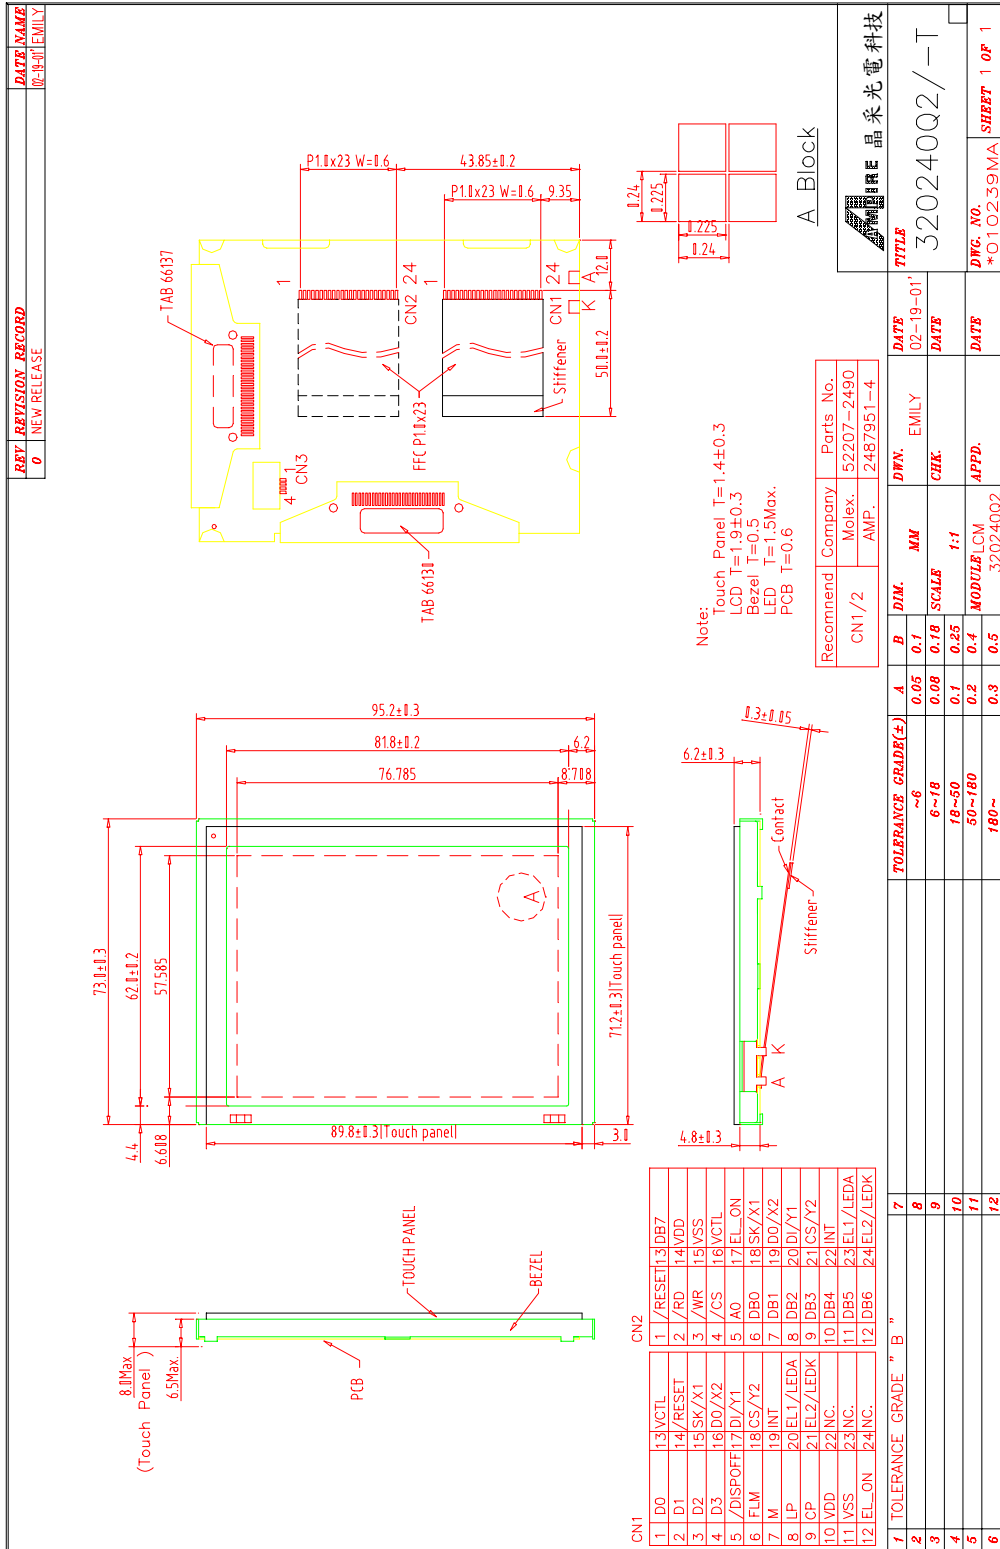 REV REVISION RECORD DATE NAME
0 NEW RELEASE 02-19-01' EMILY
TAB 66137
P1.0x23 W=0.6
43.85±0.2
P1.0x23 W=0.6
9.35
1
CN2
24
1
CN1
24
K
A
12.0
50.0±0.2
Stiffener
FFC P1.0x23
1
CN3
4
TAB 66130
0.24
0.225
0.225
0.24
A Block
Note:
Touch Panel T=1.4±0.3
LCD T=1.9±0.3
Bezel T=0.5
LED T=1.5Max.
PCB T=0.6
Recomnend Company Parts No.
CN1/2 Molex. 52207-2490
AMP. 2487951-4
95.2±0.3
81.8±0.2
6.2
76.785
8.708
73.0±0.3
62.0±0.2
57.585
4.4
6.608
A
71.2±0.3(Touch panel)
89.8±0.3(Touch panel)
3.0
6.2±0.3
0.3±0.05
Contact
Stiffener
A
K
4.8±0.3
8.0Max
(Touch Panel )
6.5Max.
TOUCH PANEL
BEZEL
PCB
CN1
1 D0 13 VCTL
2 D1 14 /RESET
3 D2 15 SK/X1
4 D3 16 DO/X2
5 /DISPOFF 17 DI/Y1
6 FLM 18 CS/Y2
7 M 19 INT
8 LP 20 EL1/LEDA
9 CP 21 EL2/LEDK
10 VDD 22 NC.
11 VSS 23 NC.
12 EL_ON 24 NC.
CN2
1 /RESET 13 DB7
2 /RD 14 VDD
3 /WR 15 VSS
4 /CS 16 VCTL
5 A0 17 EL_ON
6 DB0 18 SK/X1
7 DB1 19 DO/X2
8 DB2 20 DI/Y1
9 DB3 21 CS/Y2
10 DB4 22 INT
11 DB5 23 EL1/LEDA
12 DB6 24 EL2/LEDK
1 TOLERANCE GRADE " B "
2
3
4
5
6
7
8
9
10
11
12
TOLERANCE GRADE(±) A B
~6 0.05 0.1
6~18 0.08 0.18
18~50 0.1 0.25
50~180 0.2 0.4
180~ 0.3 0.5
DIM. MM
SCALE 1:1
MODULE LCM
320240Q2
DWN. EMILY
DATE 02-19-01'
CHK. DATE
APPD. DATE
AMPIRE 晶采光電科技
TITLE
320240Q2/-T
DWG. NO.
*010239MA
SHEET 1 OF 1